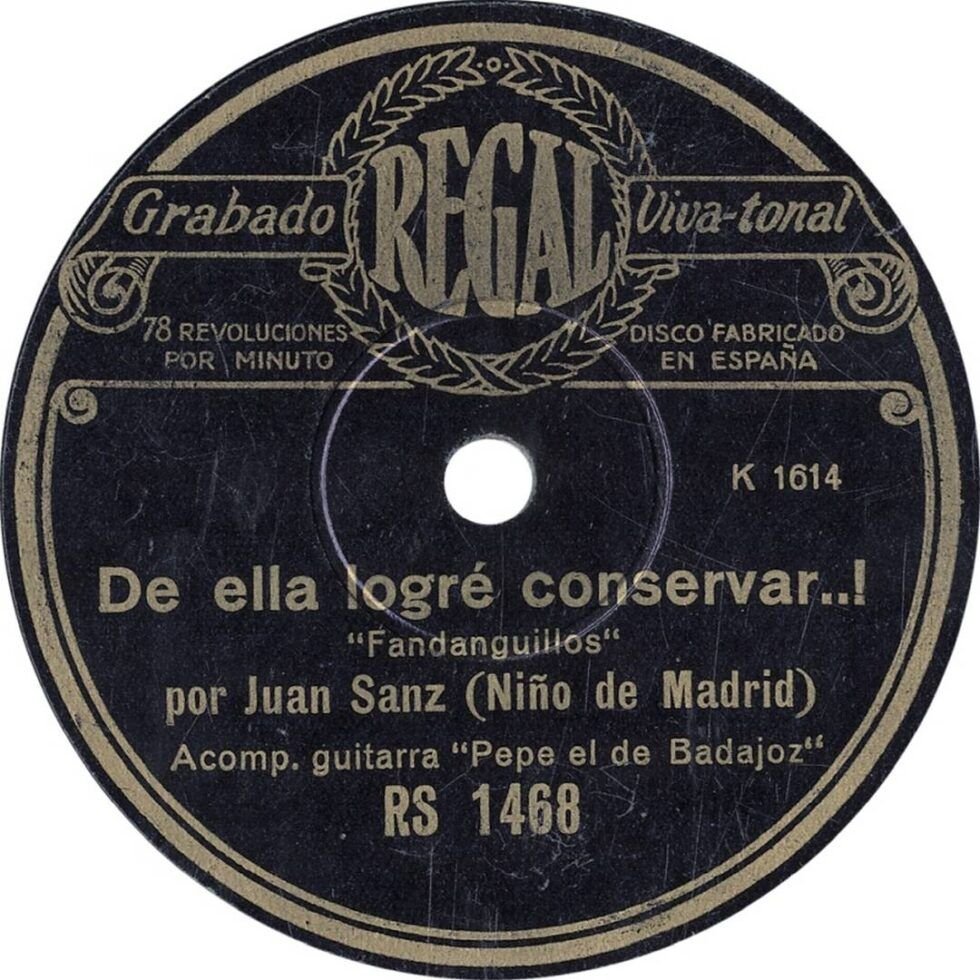 REGAL
Grabado Viva-tonal
78 REVOLUCIONES
POR MINUTO
DISCO FABRICADO
EN ESPAÑA
K 1614
De ella logré conservar..!
“Fandanguillos“
por Juan Sanz (Niño de Madrid)
Acomp. guitarra “Pepe el de Badajoz“
RS 1468